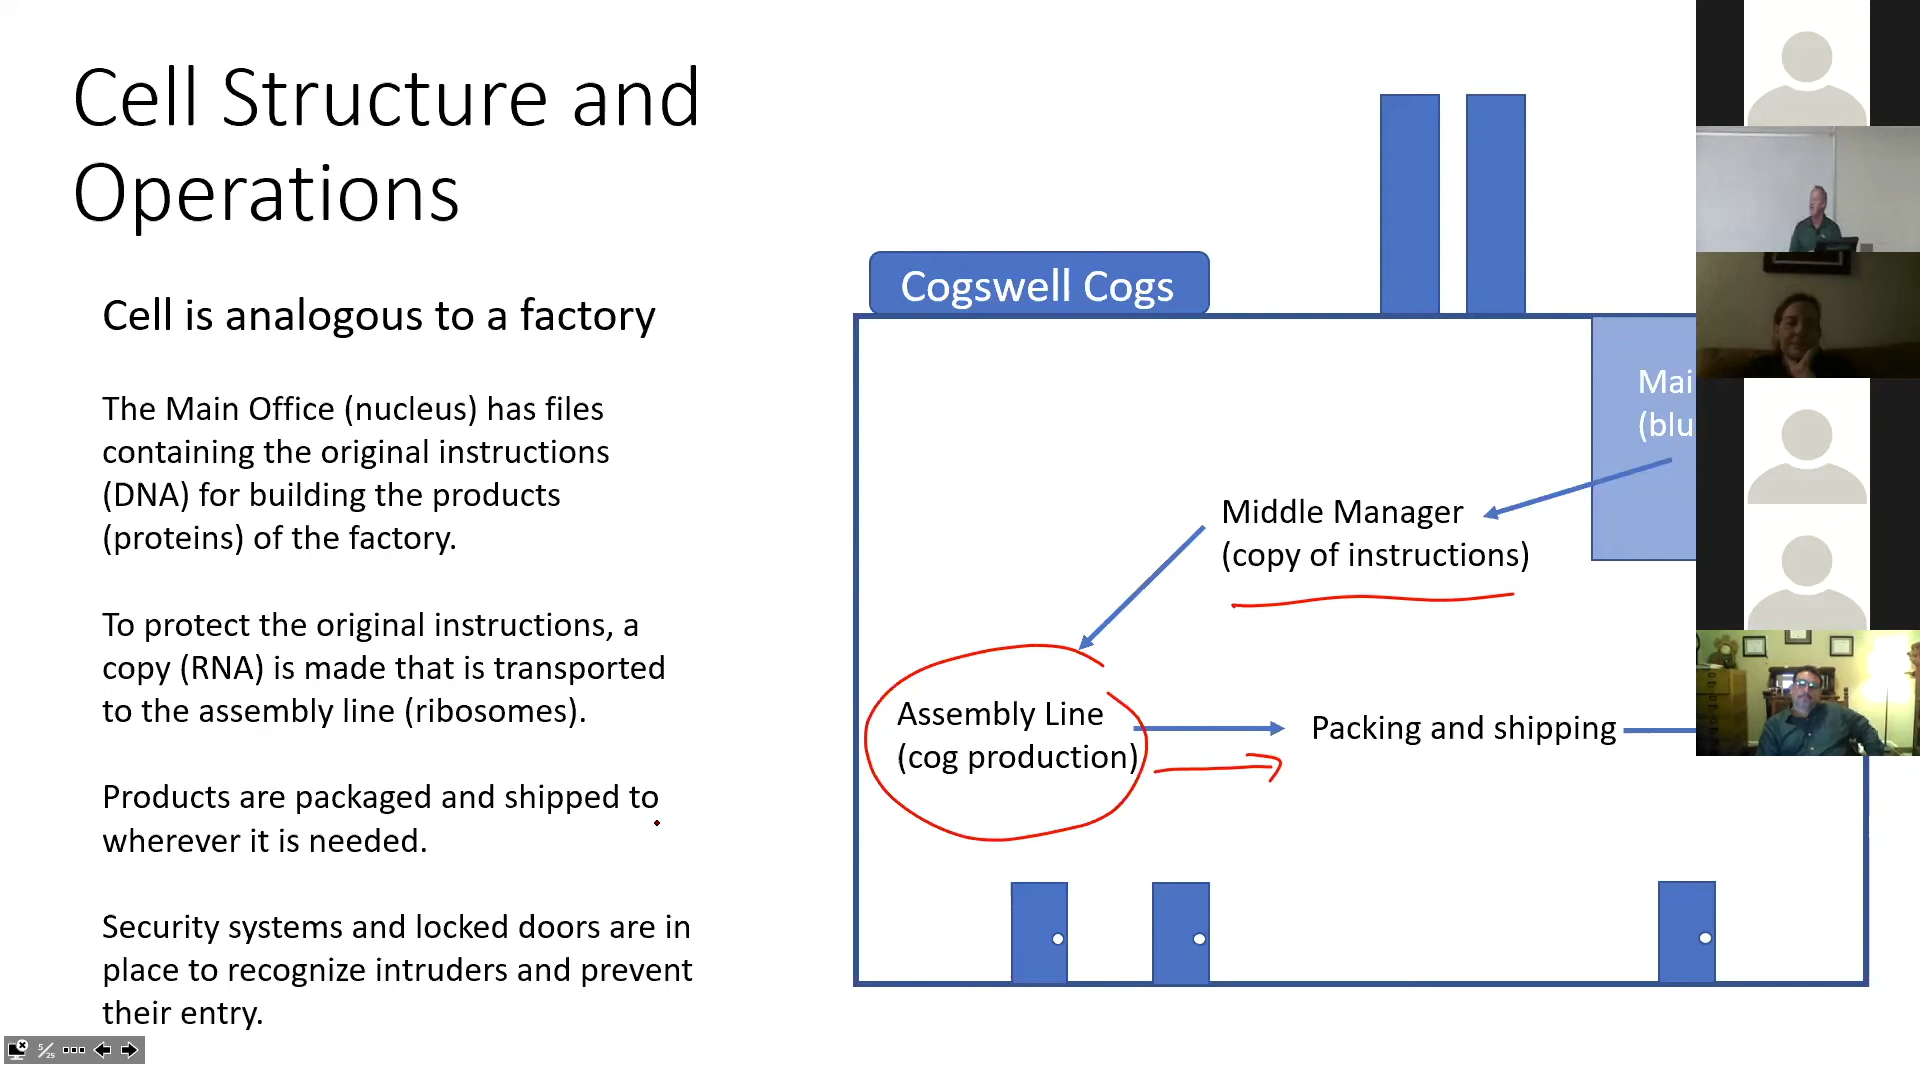 Cell Structure and
Operations
Cell is analogous to a factory
The Main Office (nucleus) has files
containing the original instructions
(DNA) for building the products
(proteins) of the factory.
To protect the original instructions, a
copy (RNA) is made that is transported
to the assembly line (ribosomes).
Products are packaged and shipped to
wherever it is needed.
Security systems and locked doors are in
place to recognize intruders and prevent
their entry.
Cogswell Cogs
Mai
(blu
Middle Manager
(copy of instructions)
Assembly Line
(cog production)
Packing and shipping
5/25